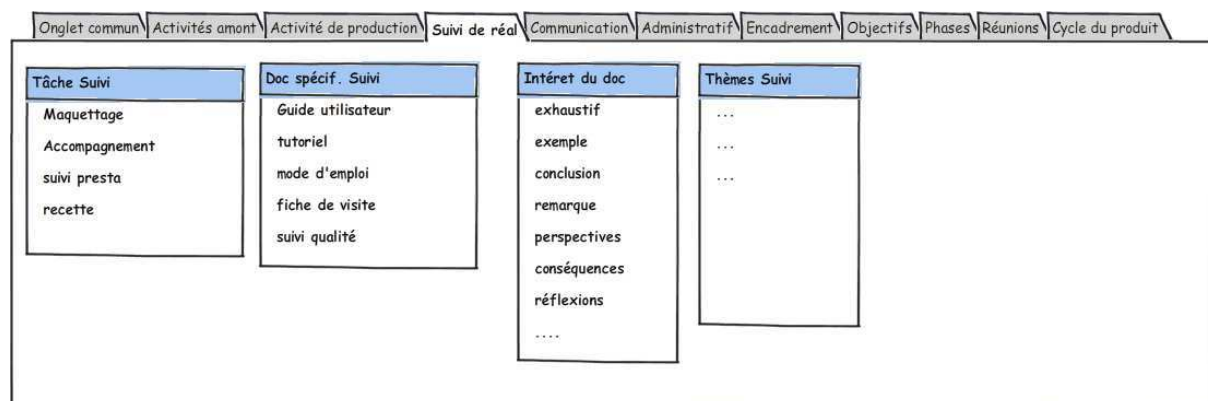 Onglet commun Activités amont Activité de production Suivi de réal Communication Administratif Encadrement Objectifs Phases Réunions Cycle du produit
Tâche Suivi
Maquettage
Accompagnement
suivi presta
recette
Doc spécif. Suivi
Guide utilisateur
tutoriel
mode d'emploi
fiche de visite
suivi qualité
Intéret du doc
exhaustif
exemple
conclusion
remarque
perspectives
conséquences
réflexions
....
Thèmes Suivi
...
...
...